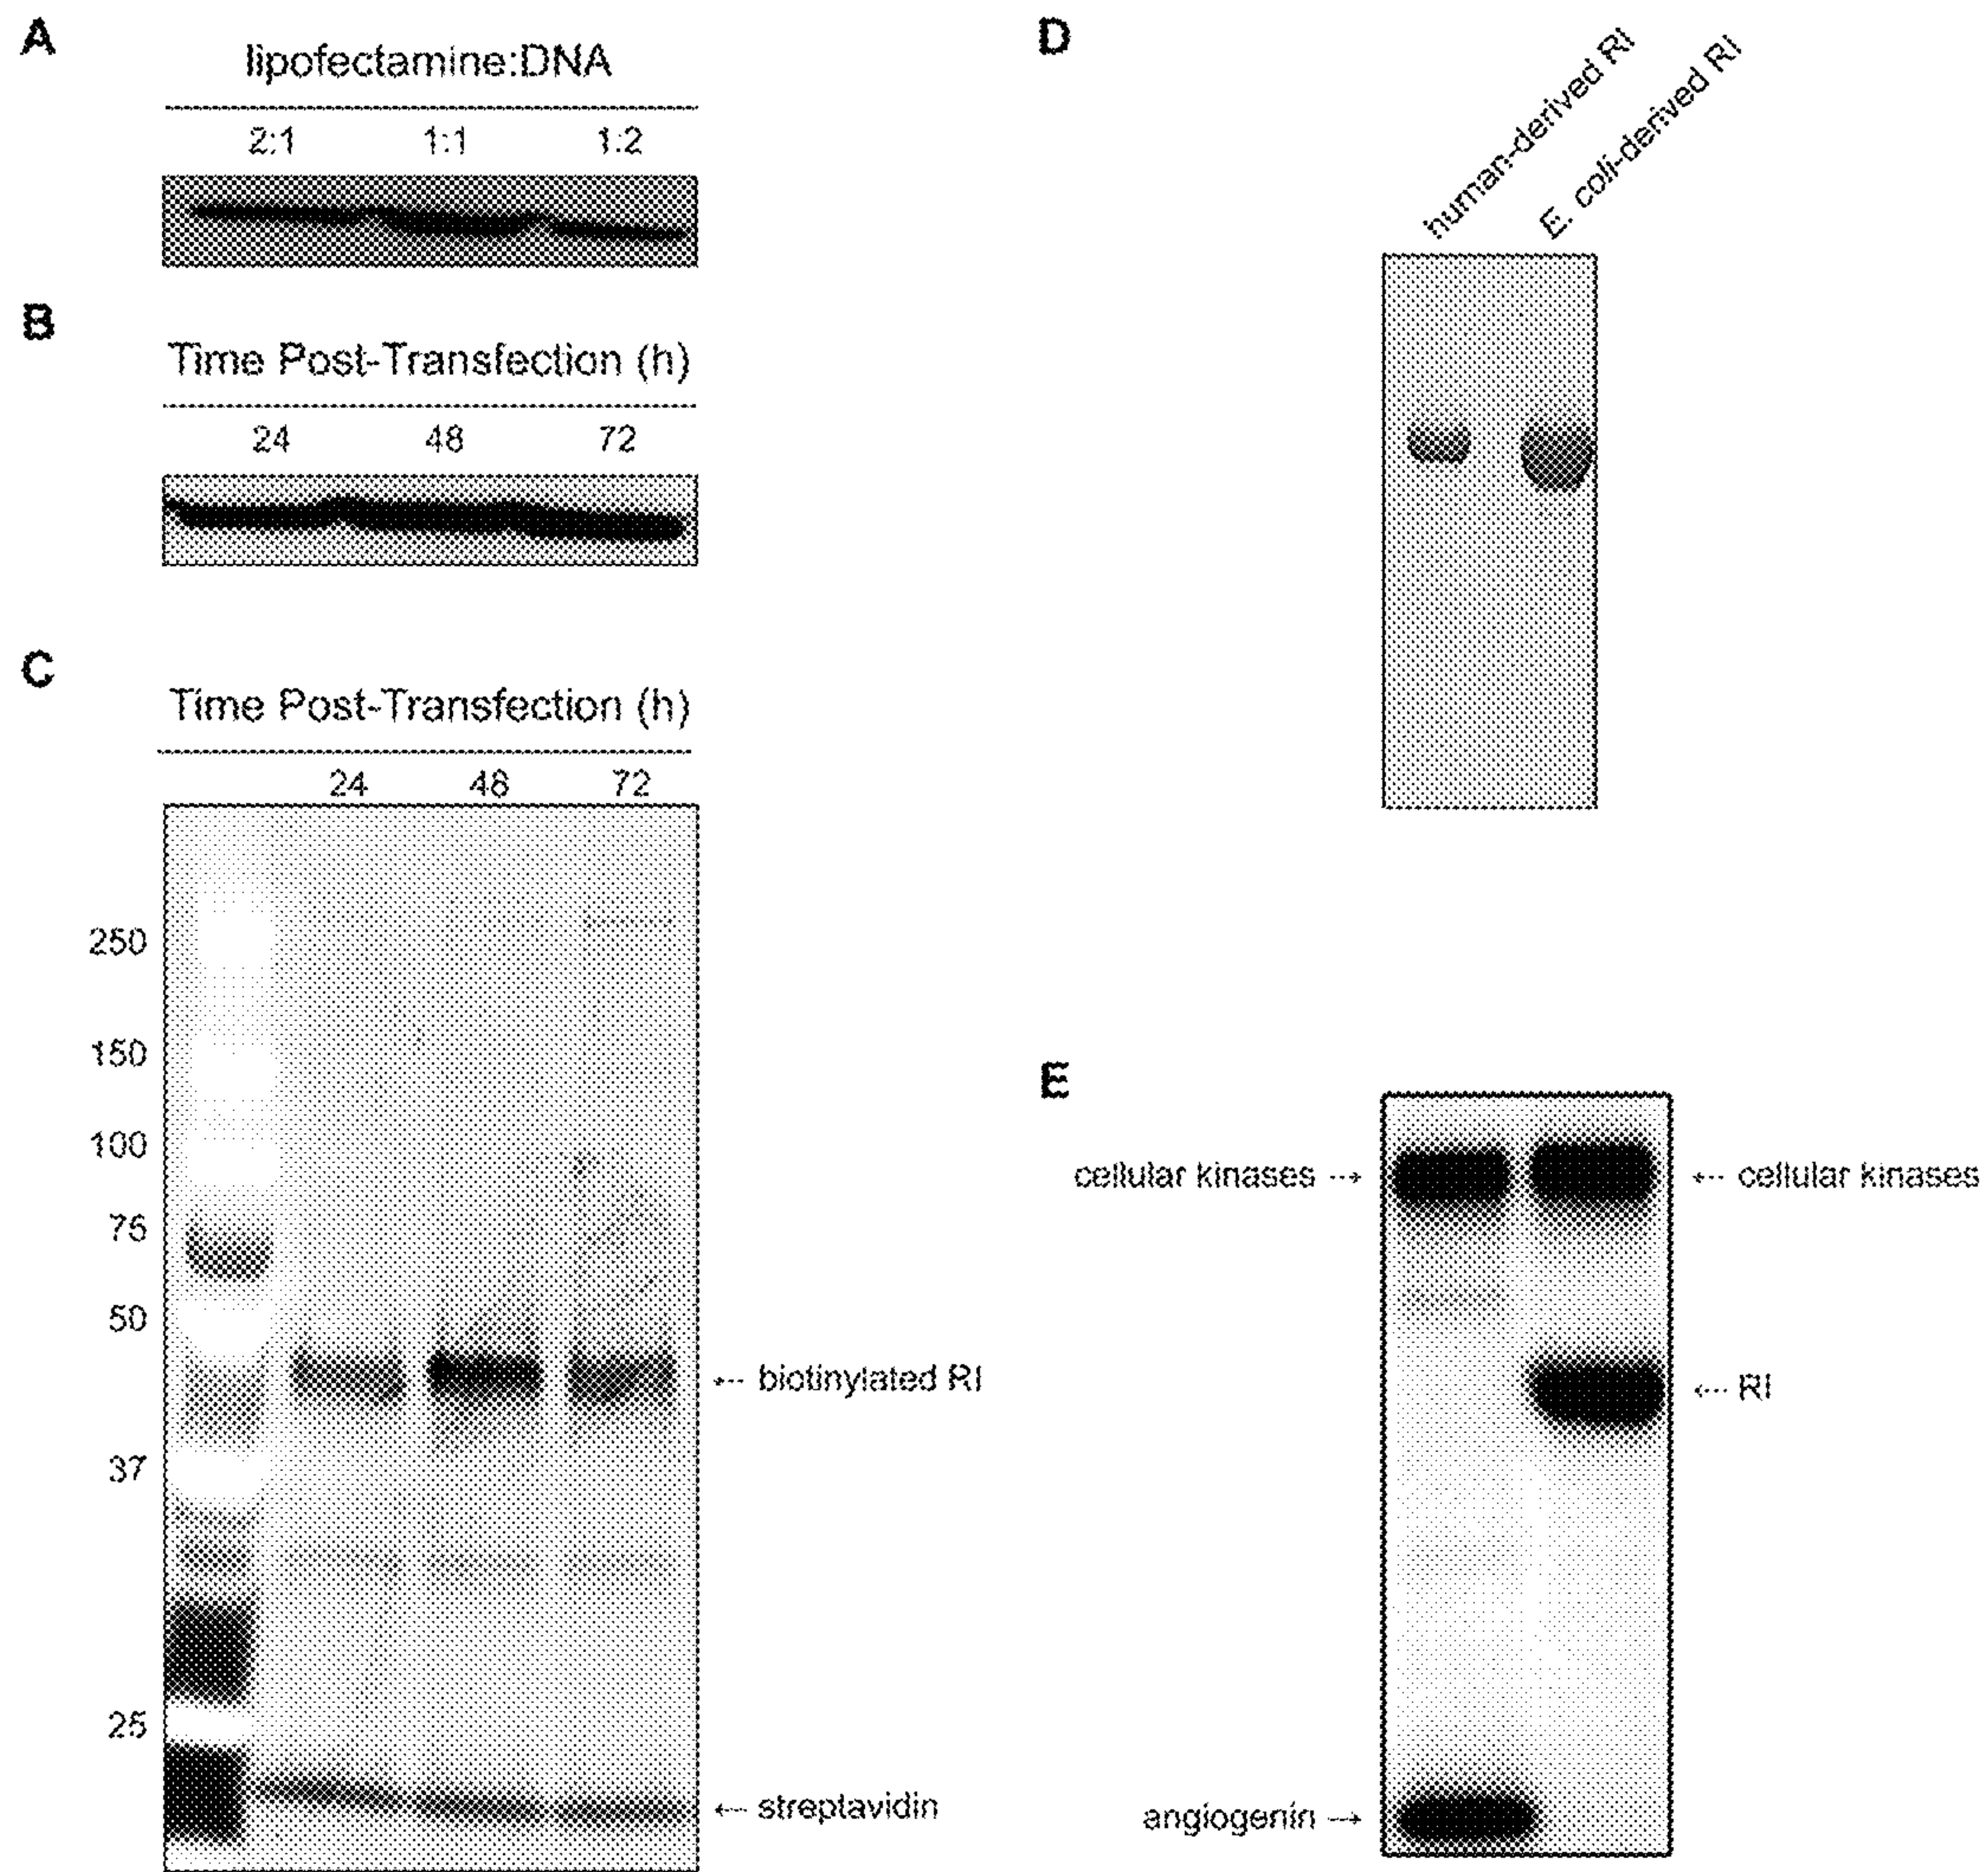 A
lipofectamine:DNA
2:1 1:1 1:2
B
Time Post-Transfection (h)
24 48 72
C
Time Post-Transfection (h)
24 48 72
250
150
100
75
50
37
25
← biotinylated RI
← streptavidin
D
human-derived RI
E. coli-derived RI
E
cellular kinases →
← cellular kinases
← RI
angiogenin →